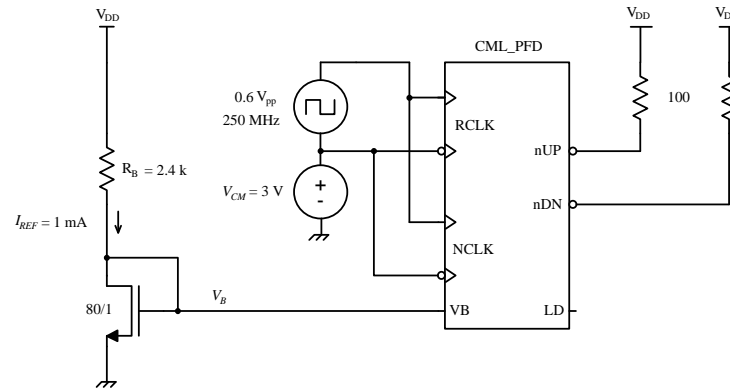 V_DD
R_B = 2.4 k
I_REF = 1 mA
80/1
V_B
0.6 V_pp
250 MHz
V_CM = 3 V
+
-
CML_PFD
RCLK
NCLK
VB
nUP
nDN
LD
V_DD
100